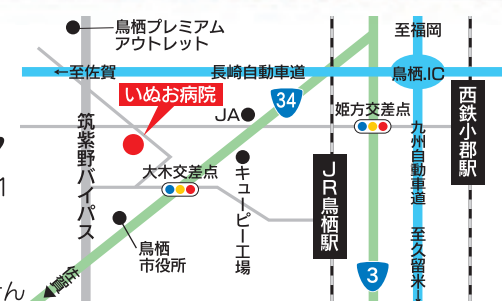 鳥栖プレミアム
アウトレット
至福岡
←至佐賀
長崎自動車道
鳥栖.IC
いぬお病院
34
JA
姫方交差点
西鉄小郡駅
筑紫野バイパス
大木交差点
キューピー工場
JR鳥栖駅
九州自動車道
1
鳥栖
市役所
至久留米→
3
佐賀
さん